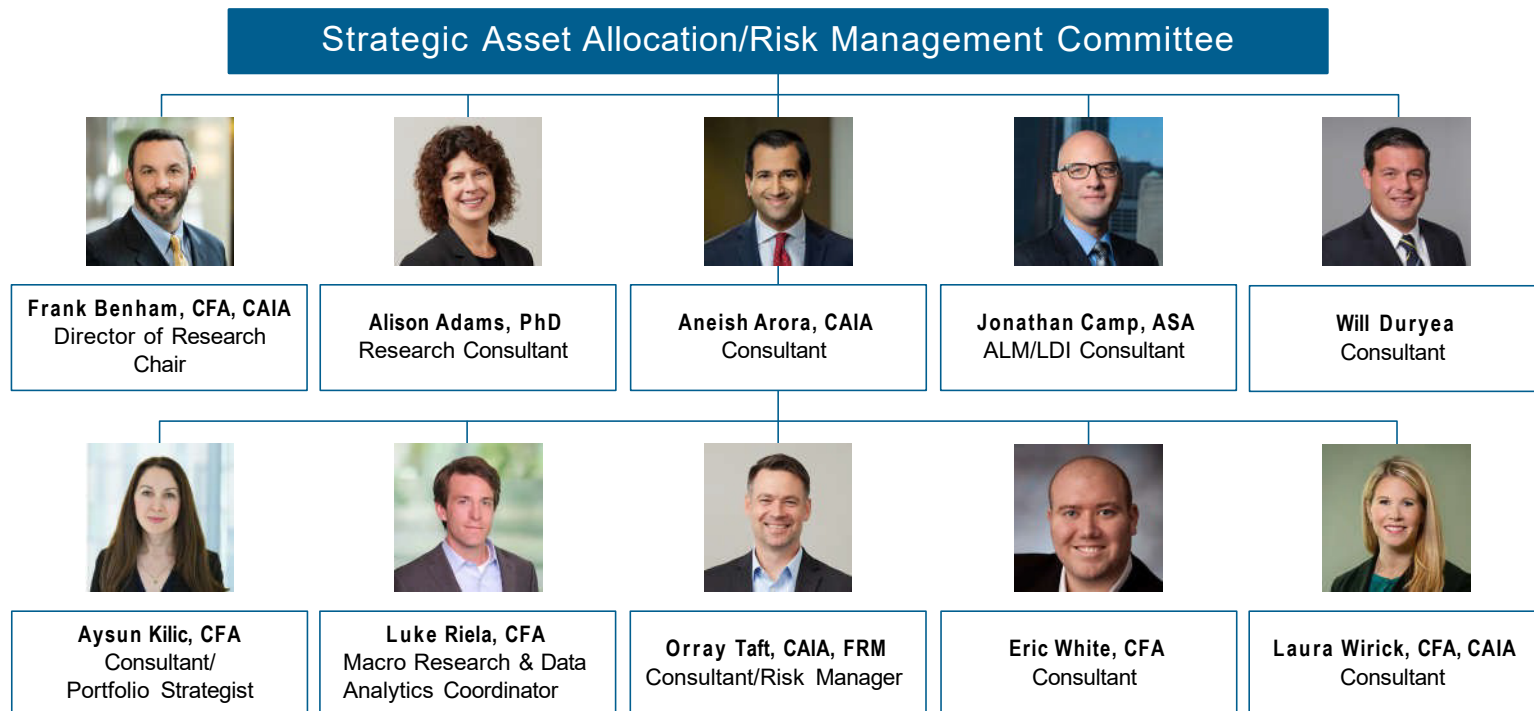 Strategic Asset Allocation/Risk Management Committee
Frank Benham, CFA, CAIA
Director of Research
Chair
Alison Adams, PhD
Research Consultant
Aneish Arora, CAIA
Consultant
Jonathan Camp, ASA
ALM/LDI Consultant
Will Duryea
Consultant
Aysun Kilic, CFA
Consultant/
Portfolio Strategist
Luke Riela, CFA
Macro Research & Data
Analytics Coordinator
Orray Taft, CAIA, FRM
Consultant/Risk Manager
Eric White, CFA
Consultant
Laura Wirick, CFA, CAIA
Consultant